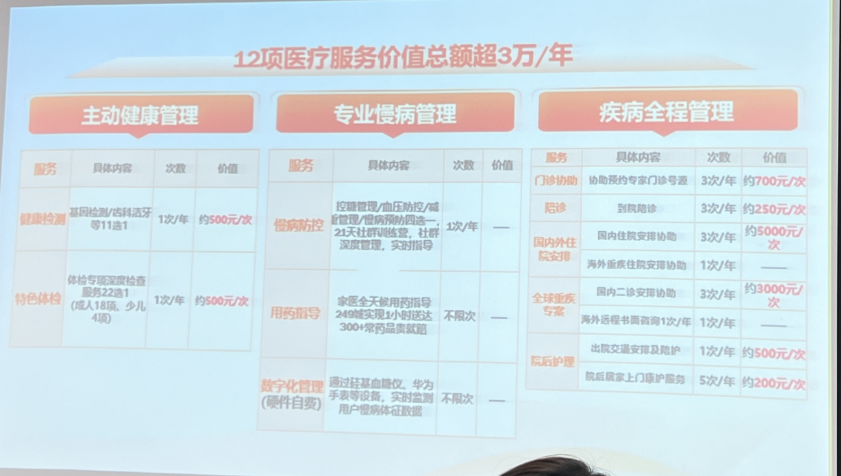 12项医疗服务价值总额超3万/年
主动健康管理
服务 具体内容 次数 价值
健康检测 基因检测/齿科洁牙等11选1 1次/年 约500元/次
特色体检 体检专项深度检查服务22选1(成人18项、少儿4项) 1次/年 约500元/次
专业慢病管理
服务 具体内容 次数 价值
慢病防控 控糖管理/血压防控/减重管理/慢病预防四选一,21天社群训练营,社群深度管理,实时指导 1次/年 ——
用药指导 家医全天候用药指导 249城实现1小时送达 300+常药品贵就赔 不限次 ——
数字化管理(硬件自费) 通过硅基血糖仪、华为手表等设备,实时监测用户慢病体征数据 不限次 ——
疾病全程管理
服务 具体内容 次数 价值
门诊协助 协助预约专家门诊号源 3次/年 约700元/次
陪诊 到院陪诊 3次/年 约250元/次
国内外住院安排 国内住院安排协助 3次/年 约5000元/次
海外重疾住院安排协助 1次/年 ——
全球重疾专案 国内二诊安排协助 3次/年 约3000元/次
海外远程书面咨询1次/年 1次/年 ——
院后护理 出院交通安排及陪护 1次/年 约500元/次
院后居家上门康护服务 5次/年 约200元/次